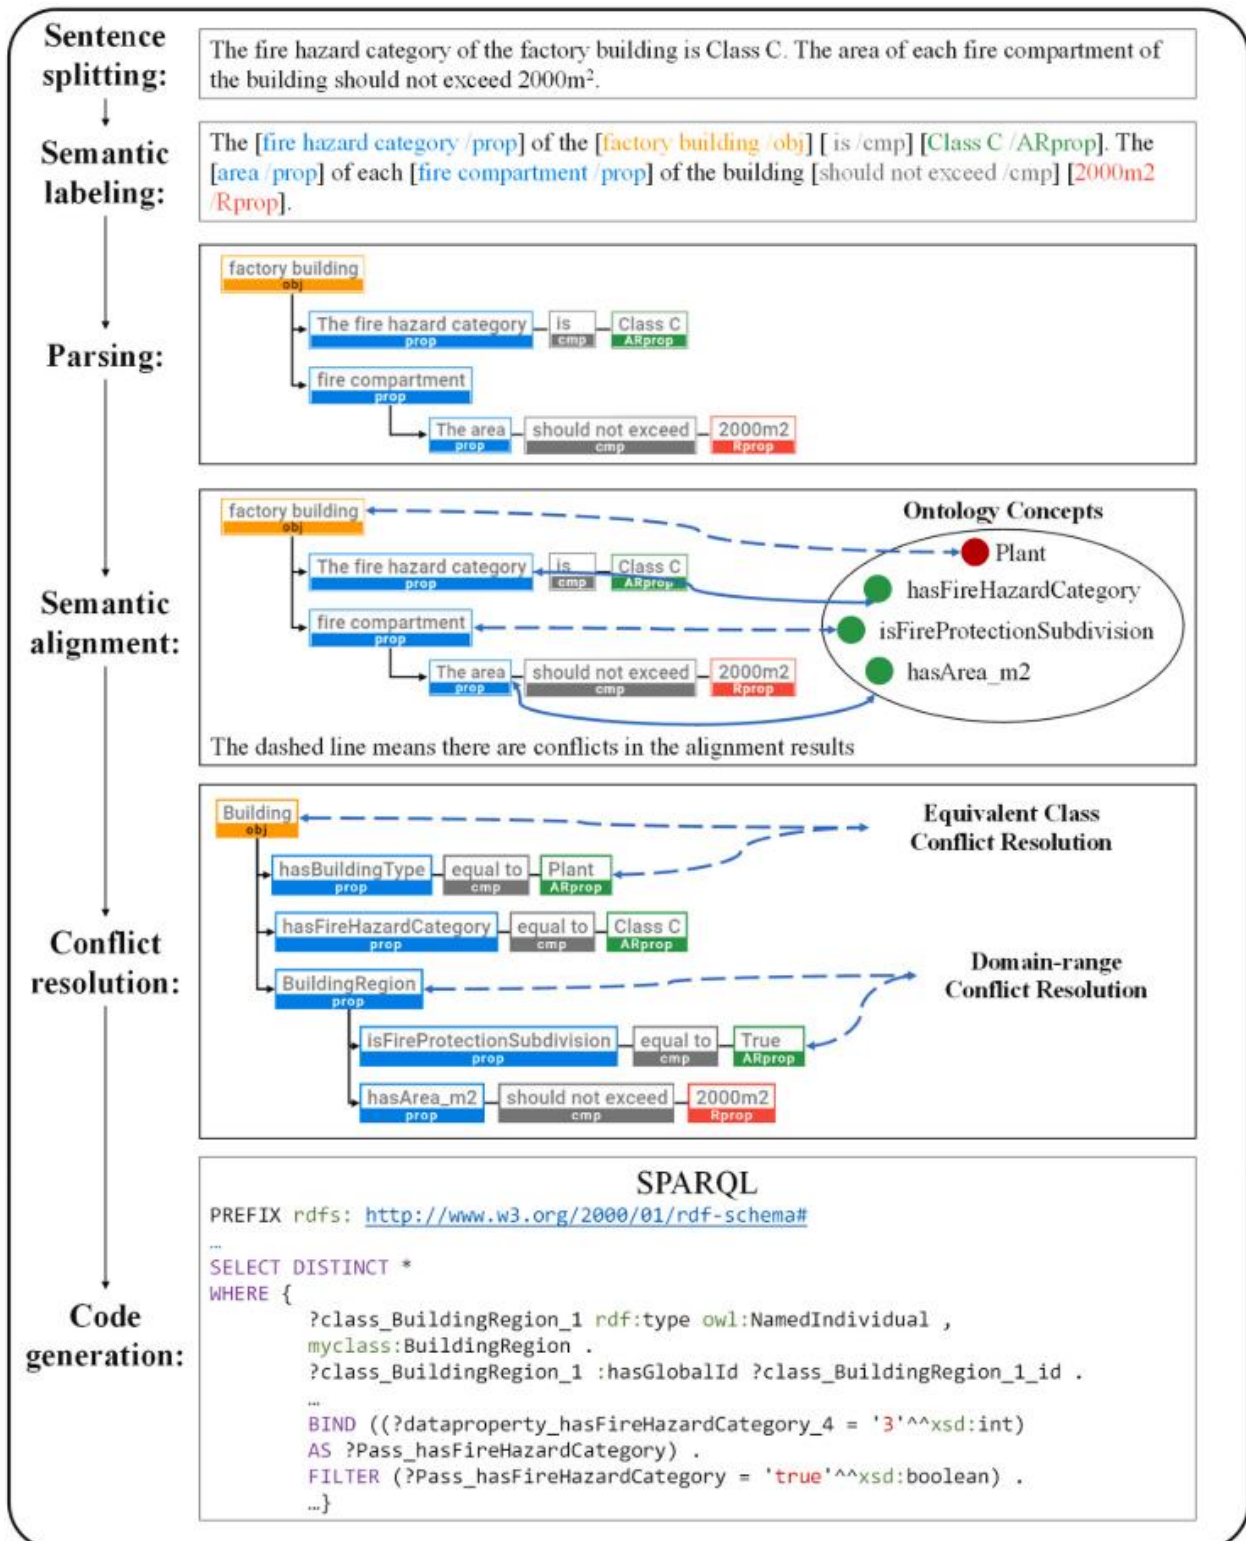 Sentence
splitting:
The fire hazard category of the factory building is Class C. The area of each fire compartment of
the building should not exceed 2000m².
Semantic
labeling:
The [fire hazard category /prop] of the [factory building /obj] [ is /cmp] [Class C /ARprop]. The
[area /prop] of each [fire compartment /prop] of the building [should not exceed /cmp] [2000m2
/Rprop].
Parsing:
factory building
obj
The fire hazard category is Class C
prop cmp ARprop
fire compartment
prop
The area should not exceed 2000m2
prop cmp Rprop
Semantic
alignment:
factory building
obj
The fire hazard category is Class C
prop cmp ARprop
fire compartment
prop
The area should not exceed 2000m2
prop cmp Rprop
Ontology Concepts
Plant
hasFireHazardCategory
isFireProtectionSubdivision
hasArea_m2
The dashed line means there are conflicts in the alignment results
Conflict
resolution:
Building
obj
hasBuildingType equal to Plant
prop cmp ARprop
hasFireHazardCategory equal to Class C
prop cmp ARprop
BuildingRegion
prop
isFireProtectionSubdivision equal to True
prop cmp ARprop
hasArea_m2 should not exceed 2000m2
prop cmp Rprop
Equivalent Class
Conflict Resolution
Domain-range
Conflict Resolution
Code
generation:
SPARQL
PREFIX rdfs: http://www.w3.org/2000/01/rdf-schema#
…
SELECT DISTINCT *
WHERE {
?class_BuildingRegion_1 rdf:type owl:NamedIndividual ,
myclass:BuildingRegion .
?class_BuildingRegion_1 :hasGlobalId ?class_BuildingRegion_1_id .
…
BIND ((?dataproperty_hasFireHazardCategory_4 = '3'^^xsd:int)
AS ?Pass_hasFireHazardCategory) .
FILTER (?Pass_hasFireHazardCategory = 'true'^^xsd:boolean) .
…}